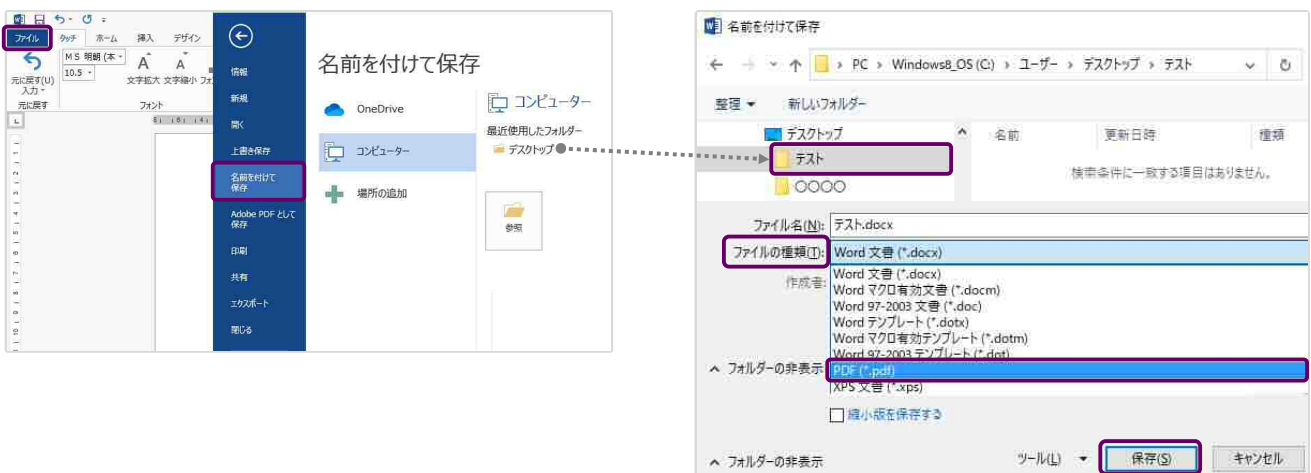 ファイル タッチ ホーム 挿入 デザイン
MS 明朝 (本
10.5
元に戻す(U) 文字拡大 文字縮小 フォ
入力
元に戻す フォント
情報
新規
開く
上書き保存
名前を付けて
保存
Adobe PDF として
保存
印刷
共有
エクスポート
閉じる
名前を付けて保存
OneDrive
コンピューター
場所の追加
コンピューター
最近使用したフォルダー
デスクトップ
参照
名前を付けて保存
PC › Windows8_OS (C:) › ユーザー › デスクトップ › テスト
整理 新しいフォルダー
デスクトップ
テスト
○○○○
名前 更新日時 種類
検索条件に一致する項目はありません。
ファイル名(N): テスト.docx
ファイルの種類(T): Word 文書 (*.docx)
作成者:
Word 文書 (*.docx)
Word マクロ有効文書 (*.docm)
Word 97-2003 文書 (*.doc)
Word テンプレート (*.dotx)
Word マクロ有効テンプレート (*.dotm)
Word 97-2003 テンプレート (*.dot)
フォルダーの非表示 PDF (*.pdf)
XPS 文書 (*.xps)
縮小版を保存する
フォルダーの非表示 ツール(L) 保存(S) キャンセル